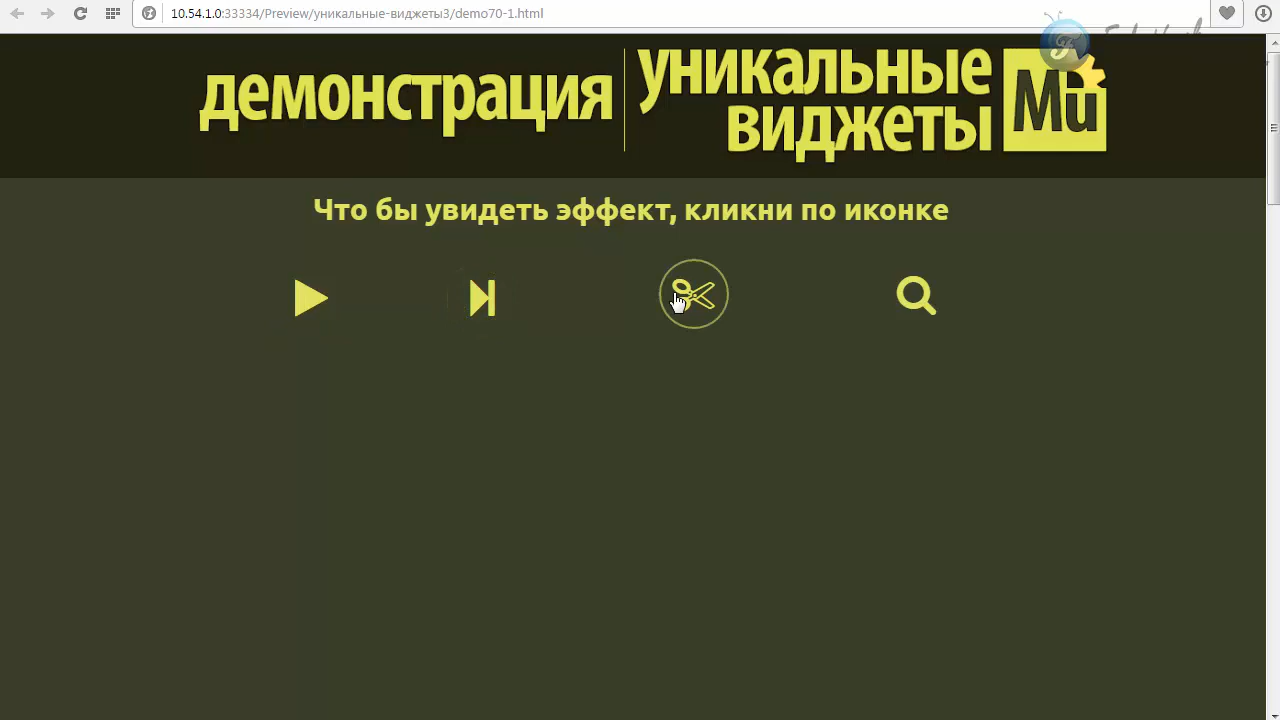 10.54.1.0:33334/Preview/уникальные-виджеты3/demo70-1.html
демонстрация
уникальные
виджеты
Mu
Что бы увидеть эффект, кликни по иконке